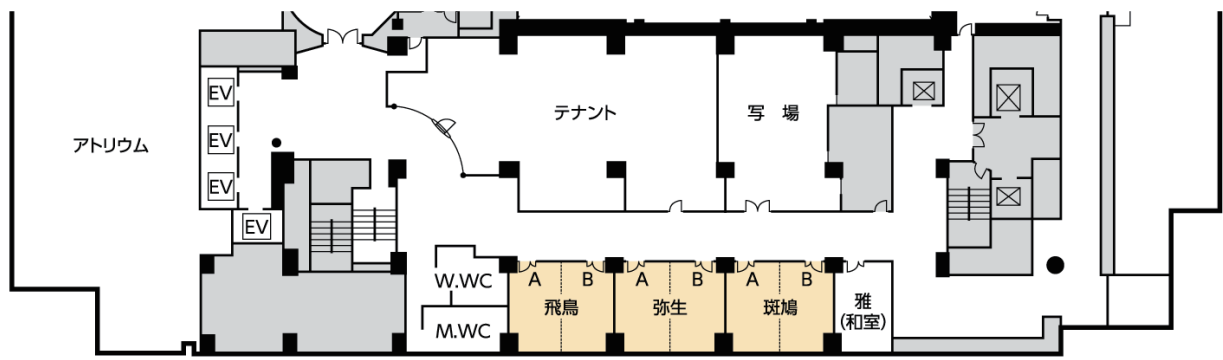 EV
テナント
写 場
アトリウム
EV
EV
EV
W.WC
A B
A B
A B
飛鳥
弥生
斑鳩
雅
(和室)
M.WC